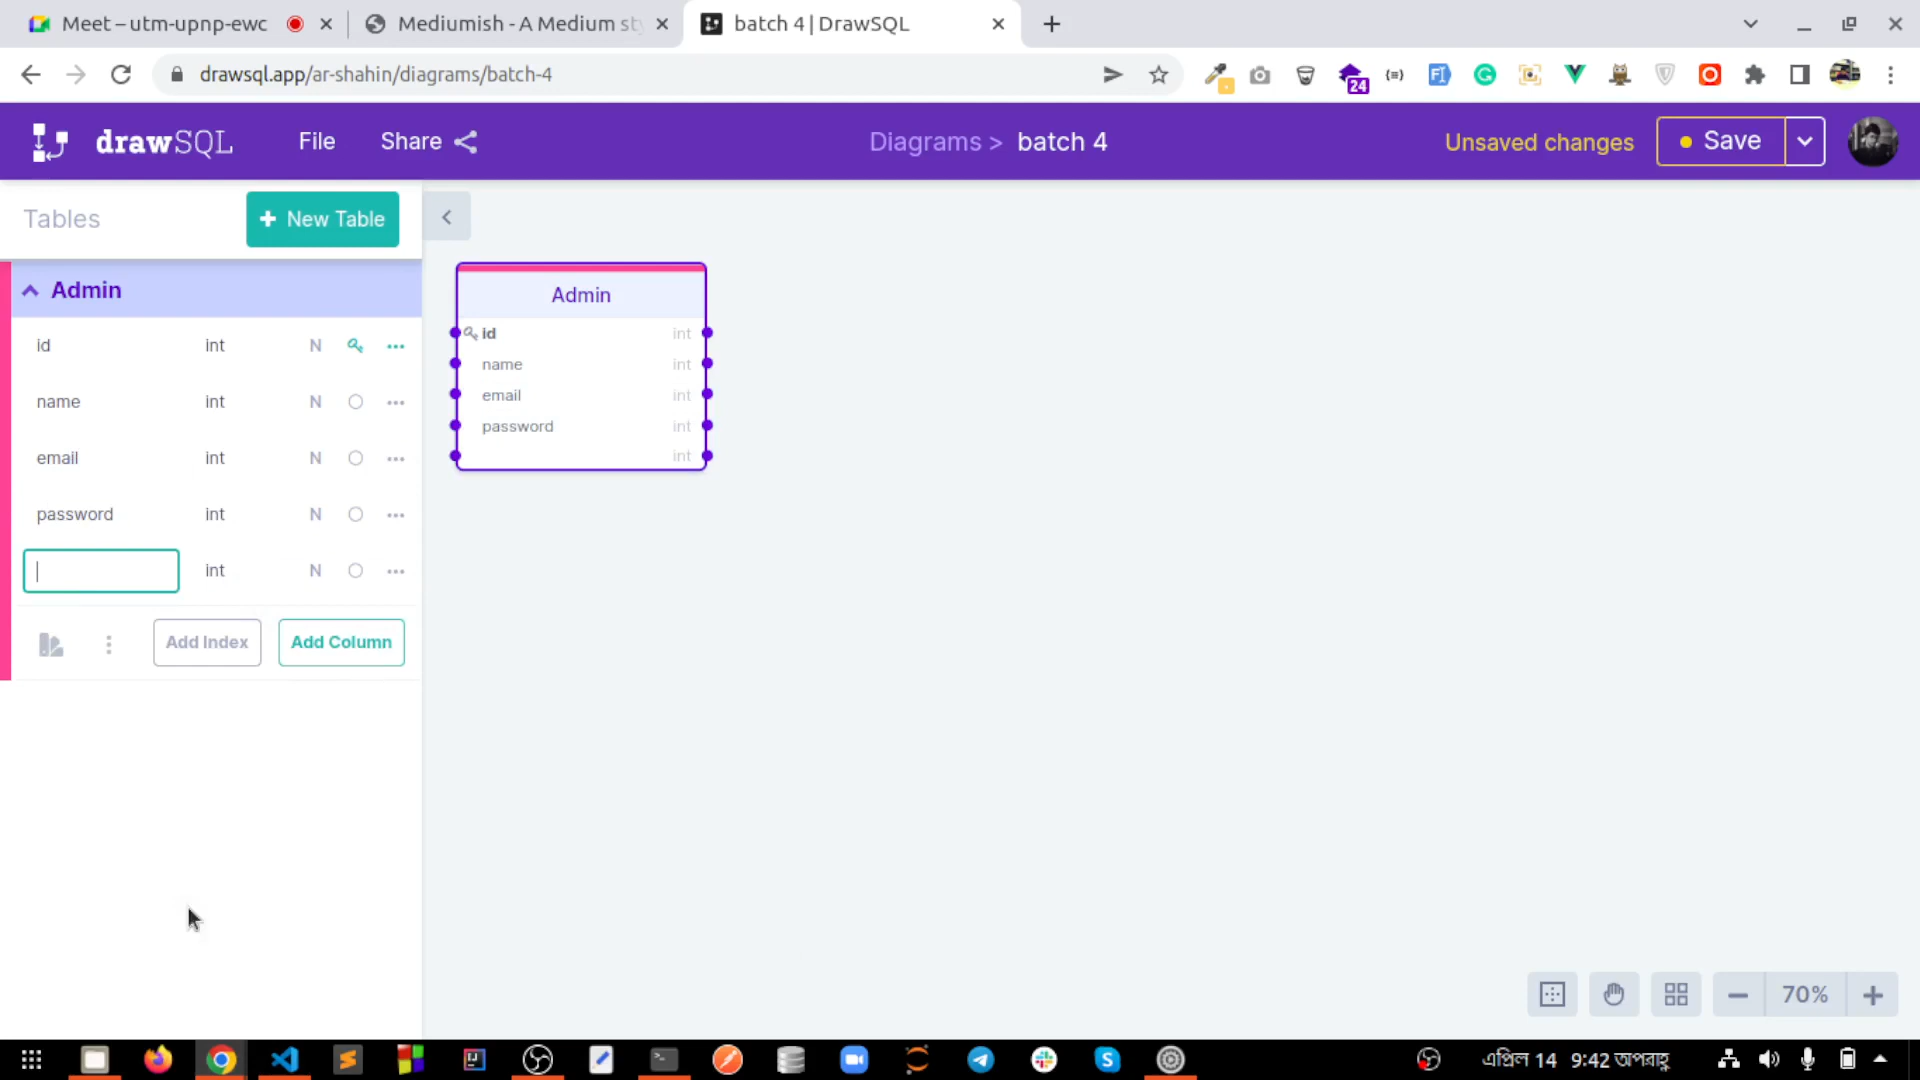 Meet – utm-upnp-ewc
Mediumish - A Medium sty
batch 4 | DrawSQL
drawsql.app/ar-shahin/diagrams/batch-4
24
drawSQL
File
Share
Diagrams > batch 4
Unsaved changes
Save
Tables
+ New Table
Admin
id int N
name int N
email int N
password int N
int N
Add Index
Add Column
Admin
id int
name int
email int
password int
int
70%
এপ্রিল 14 9:42 অপরাহ্ণ